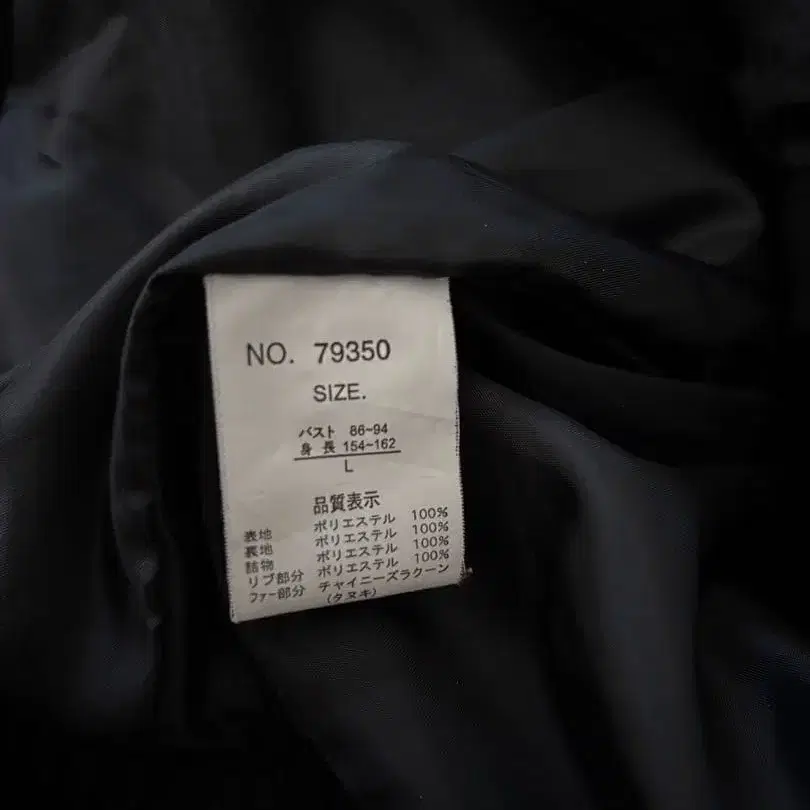 NO. 79350
SIZE.
バスト 86~94
身長 154~162
L
品質表示
表地 ポリエステル 100%
裏地 ポリエステル 100%
詰物 ポリエステル 100%
リブ部分 ポリエステル 100%
ファー部分 チャイニーズラクーン
(タヌキ)